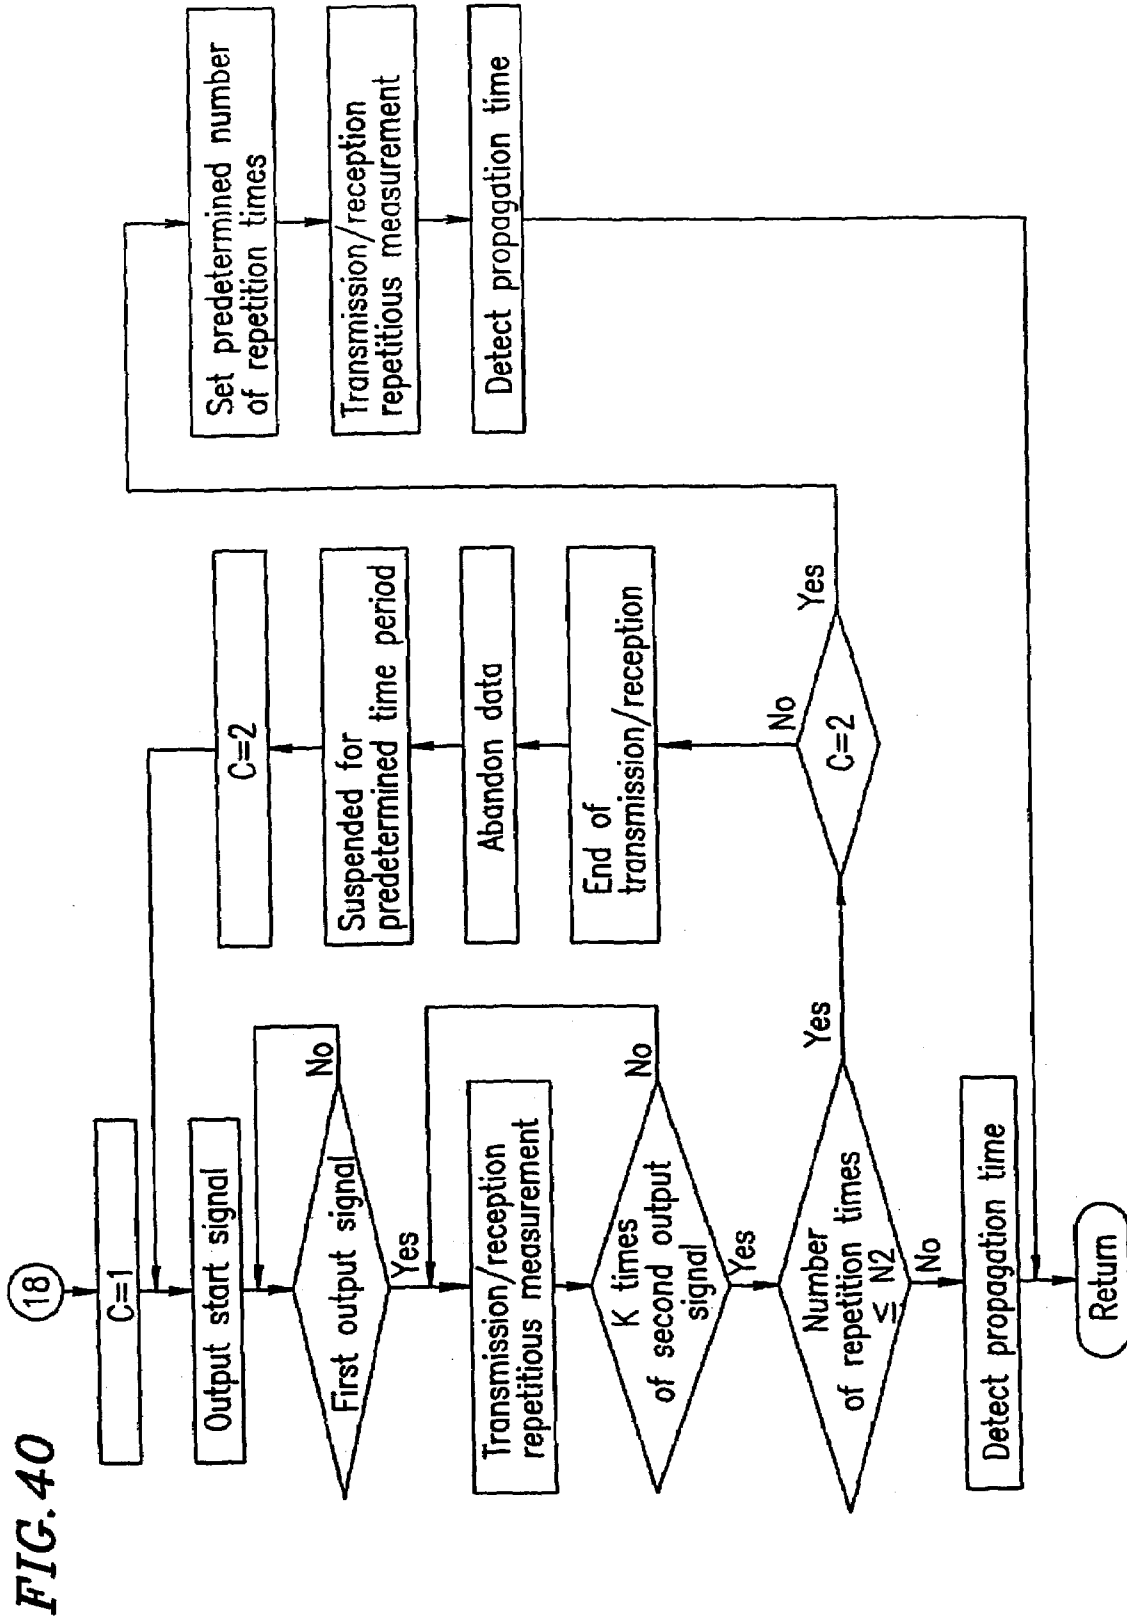 FIG. 40
18
C=1
Output start signal
First output signal
No
Yes
Transmission/reception
repetitious measurement
K times
of second output
signal
No
Yes
Number
of repetition times
≤ N2
Yes
No
Detect propagation time
Return
C=2
No
Yes
End of
transmission/reception
Abandon data
Suspended for
predetermined time period
C=2
Set predetermined number
of repetition times
Transmission/reception
repetitious measurement
Detect propagation time